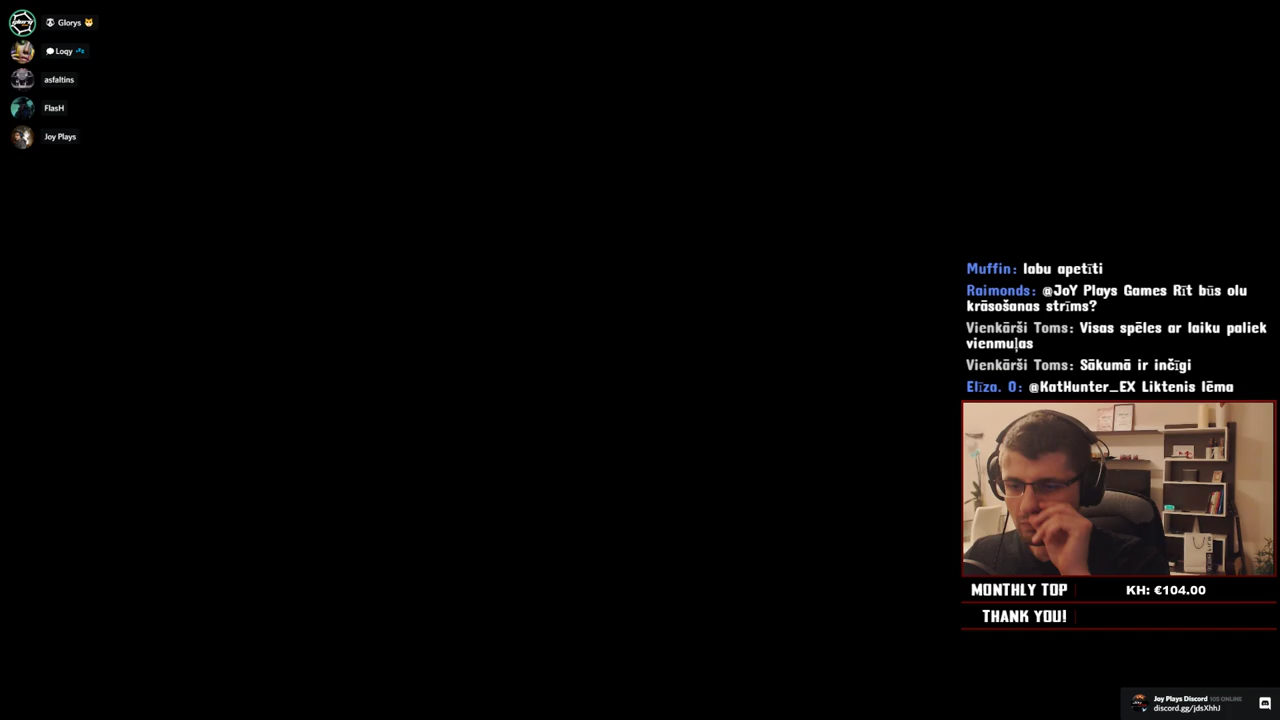 Glorys
Loqy
asfaltins
FlasH
Joy Plays
Muffin: labu apetīti
Raimonds: @JoY Plays Games Rīt būs olu
krāsošanas strīms?
Vienkārši Toms: Visas spēles ar laiku paliek
vienmuļas
Vienkārši Toms: Sākumā ir inčīgi
Elīza. O: @KatHunter_EX Liktenis lēma
MONTHLY TOP
KH: €104.00
THANK YOU!
Joy Plays Discord 105 ONLINE
discord.gg/jdsXhhJ